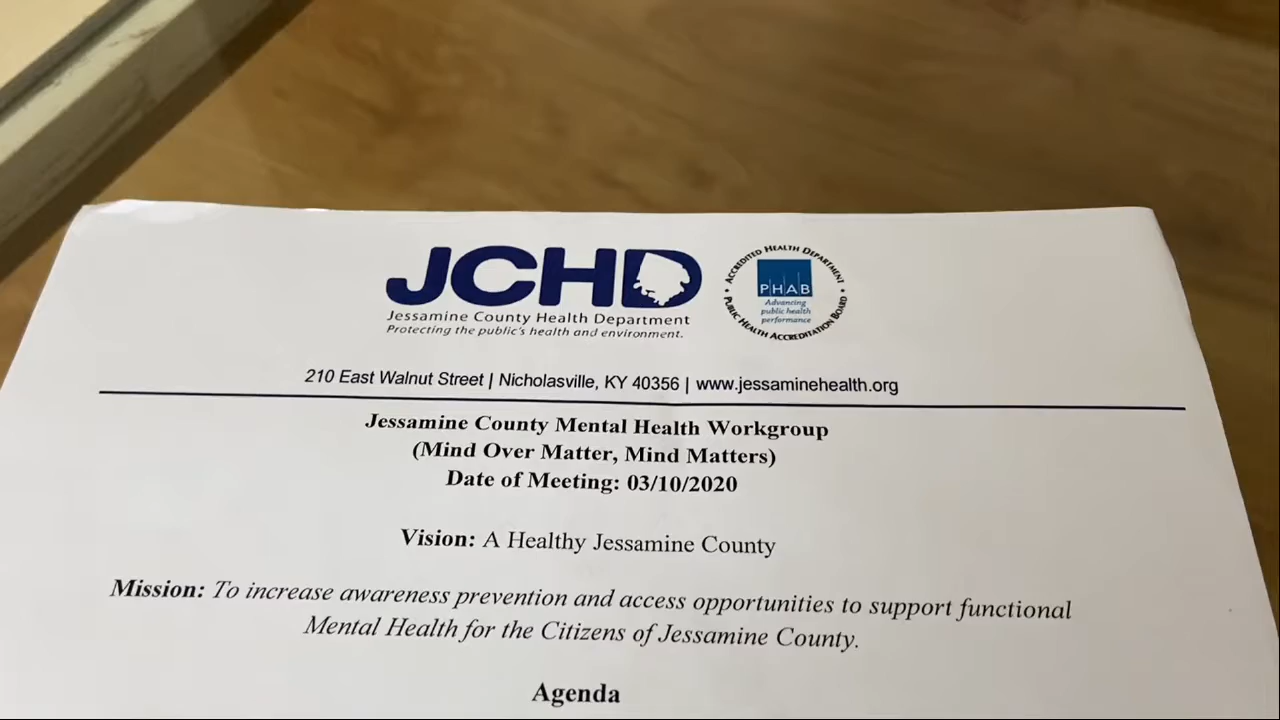 JCHD
Jessamine County Health Department
Protecting the public's health and environment.
ACCREDITED HEALTH DEPARTMENT
PHAB
Advancing
public health
performance
PUBLIC HEALTH ACCREDITATION BOARD
210 East Walnut Street | Nicholasville, KY 40356 | www.jessaminehealth.org
Jessamine County Mental Health Workgroup
(Mind Over Matter, Mind Matters)
Date of Meeting: 03/10/2020
Vision: A Healthy Jessamine County
Mission: To increase awareness prevention and access opportunities to support functional
Mental Health for the Citizens of Jessamine County.
Agenda